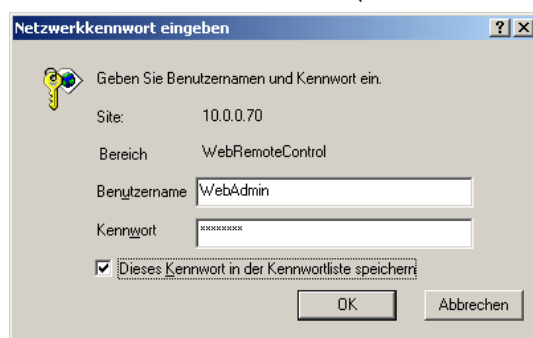 Netzwerkkennwort eingeben
Geben Sie Benutzernamen und Kennwort ein.
Site: 10.0.0.70
Bereich WebRemoteControl
Benutzername WebAdmin
Kennwort xxxxxxxx
Dieses Kennwort in der Kennwortliste speichern
OK Abbrechen